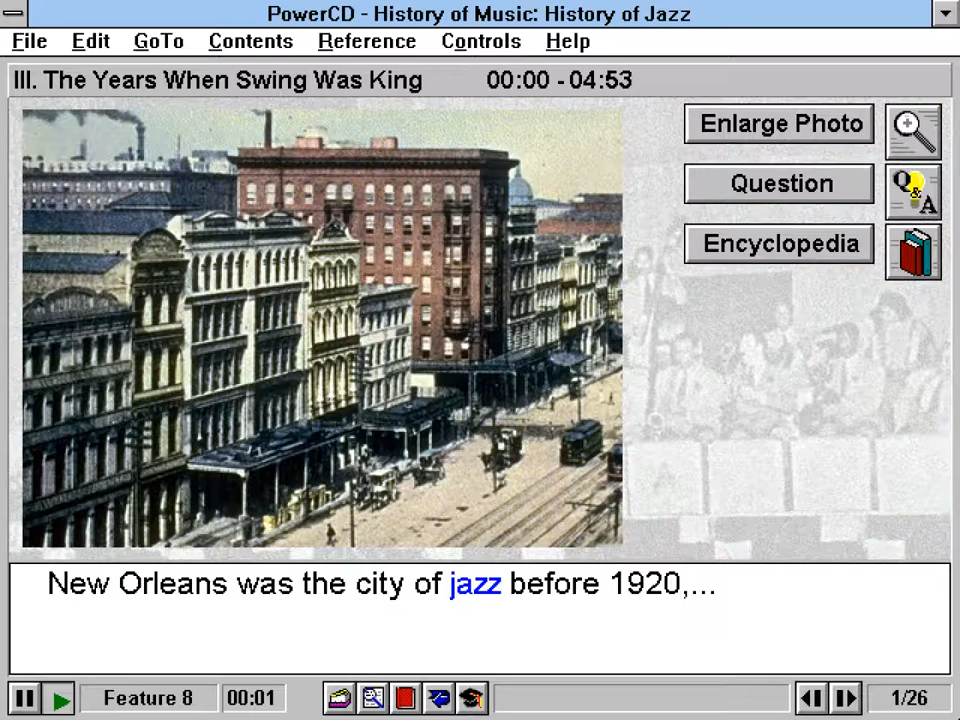 PowerCD - History of Music: History of Jazz
File Edit GoTo Contents Reference Controls Help
III. The Years When Swing Was King 00:00 - 04:53
Enlarge Photo
Question
Q & A
Encyclopedia
New Orleans was the city of jazz before 1920,...
Feature 8 00:01 1/26